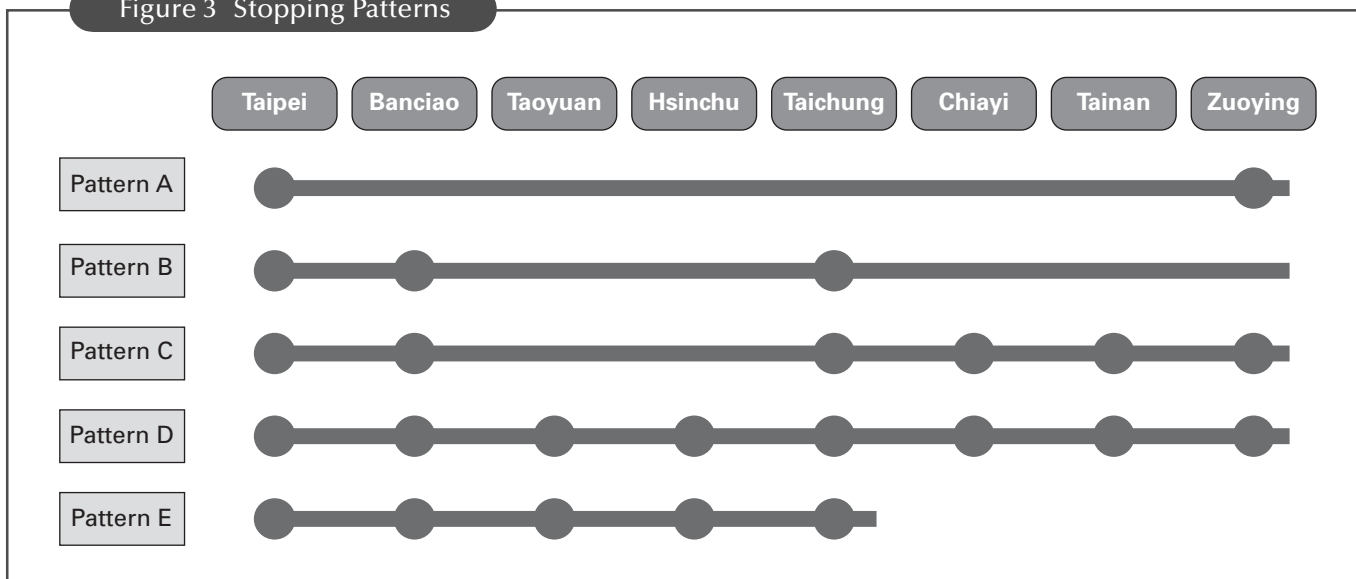 Figure 3 Stopping Patterns
Taipei Banciao Taoyuan Hsinchu Taichung Chiayi Tainan Zuoying
Pattern A
Pattern B
Pattern C
Pattern D
Pattern E